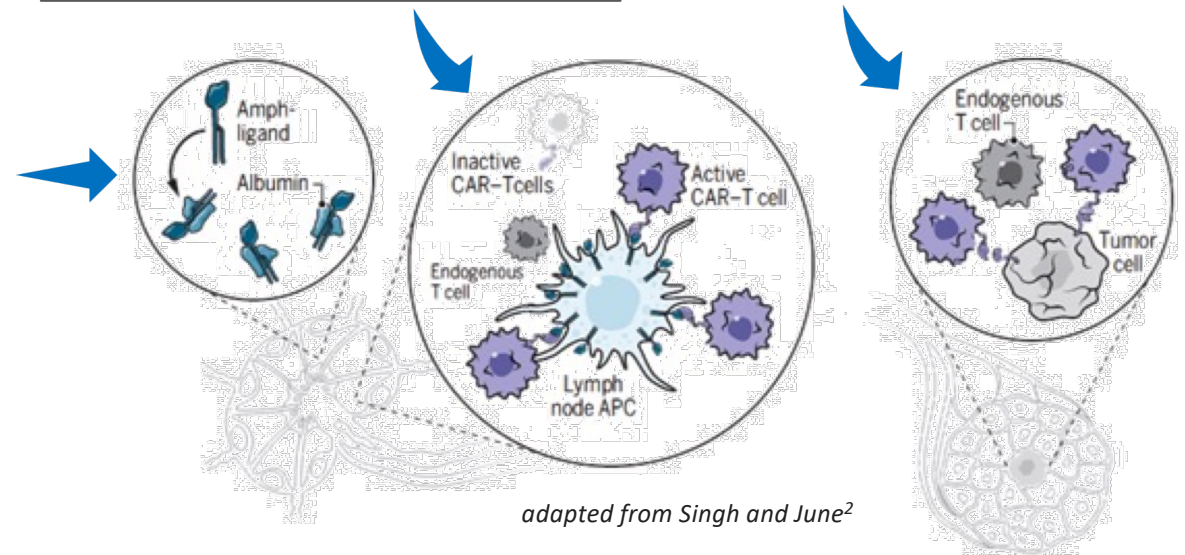 Amph-
ligand
Albumin
Inactive
CAR–Tcells
Active
CAR–T cell
Endogenous
T cell
Lymph
node APC
Endogenous
T cell
Tumor
cell
adapted from Singh and June²